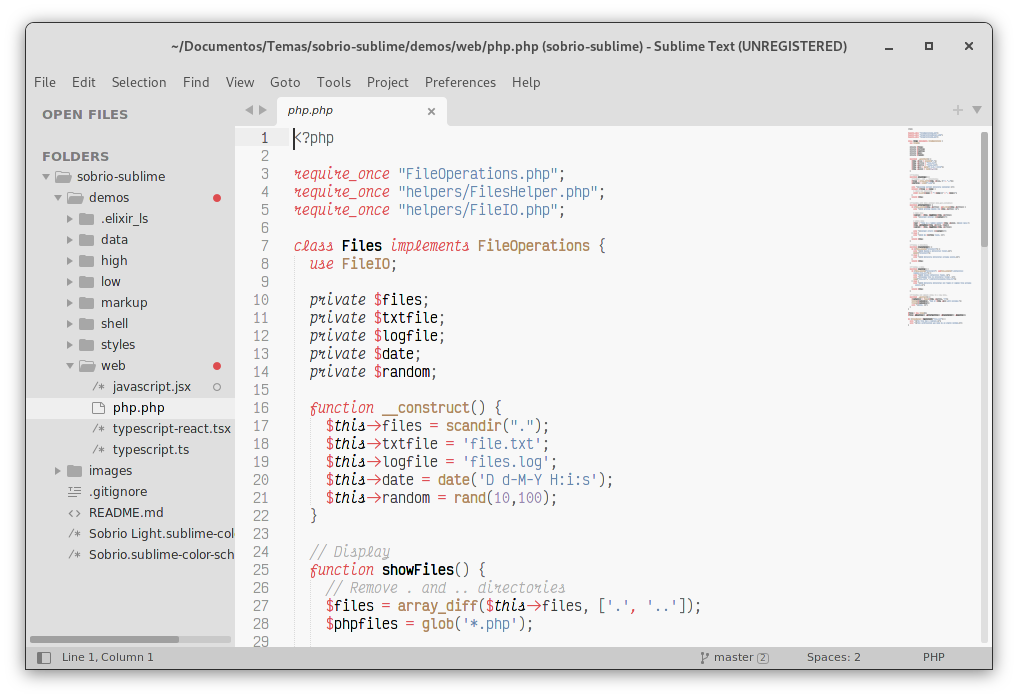 ~/Documentos/Temas/sobrio-sublime/demos/web/php.php (sobrio-sublime) - Sublime Text (UNREGISTERED)
File Edit Selection Find View Goto Tools Project Preferences Help
OPEN FILES
FOLDERS
sobrio-sublime
demos
.elixir_ls
data
high
low
markup
shell
styles
web
/* javascript.jsx
php.php
/* typescript-react.tsx
/* typescript.ts
images
.gitignore
<> README.md
/* Sobrio Light.sublime-col
/* Sobrio.sublime-color-sch
php.php ×
1 <?php
2
3 require_once "FileOperations.php";
4 require_once "helpers/FilesHelper.php";
5 require_once "helpers/FileIO.php";
6
7 class Files implements FileOperations {
8 use FileIO;
9
10 private $files;
11 private $txtfile;
12 private $logfile;
13 private $date;
14 private $random;
15
16 function __construct() {
17 $this->files = scandir(".");
18 $this->txtfile = 'file.txt';
19 $this->logfile = 'files.log';
20 $this->date = date('D d-M-Y H:i:s');
21 $this->random = rand(10,100);
22 }
23
24 // Display
25 function showFiles() {
26 // Remove . and .. directories
27 $files = array_diff($this->files, ['.', '..']);
28 $phpfiles = glob('*.php');
29
Line 1, Column 1 master 2 Spaces: 2 PHP